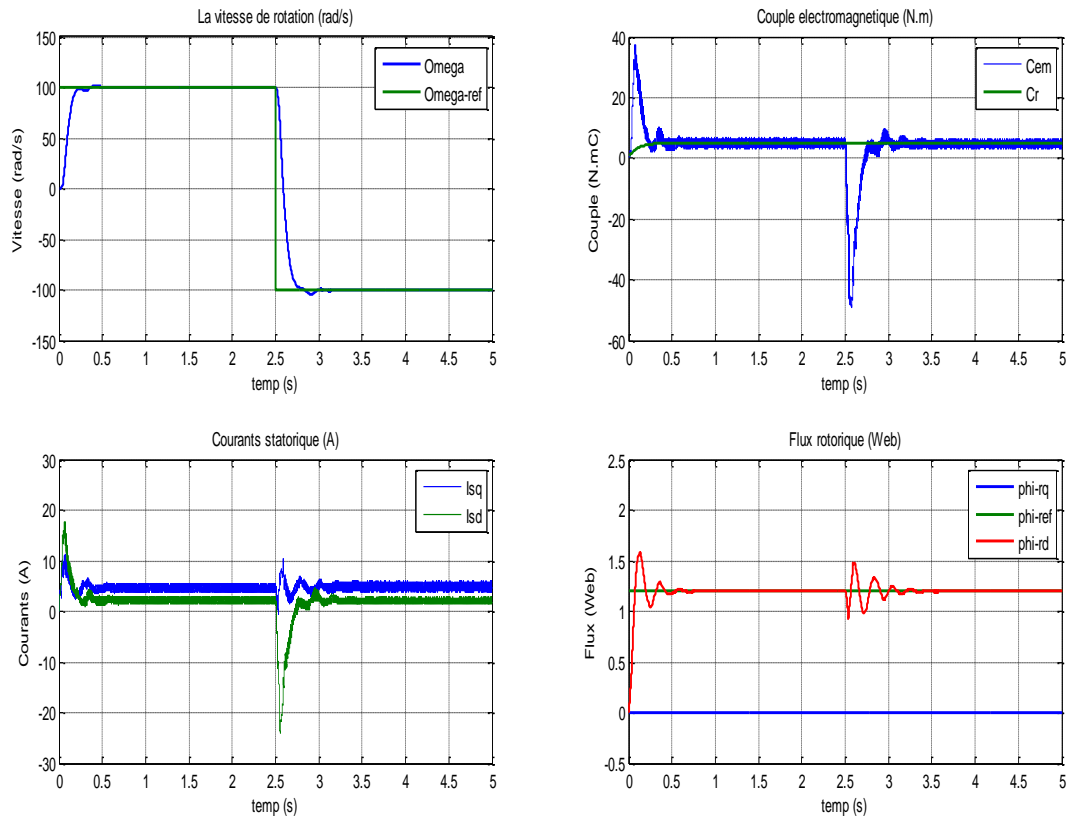 La vitesse de rotation (rad/s)
150
100
50
0
-50
-100
-150
Vitesse (rad/s)
Omega
Omega-ref
0 0.5 1 1.5 2 2.5 3 3.5 4 4.5 5
temp (s)
Couple electromagnetique (N.m)
40
20
0
-20
-40
-60
Couple (N.mC)
Cem
Cr
0 0.5 1 1.5 2 2.5 3 3.5 4 4.5 5
temp (s)
Courants statorique (A)
30
20
10
0
-10
-20
-30
Courants (A)
Isq
Isd
0 0.5 1 1.5 2 2.5 3 3.5 4 4.5 5
temp (s)
Flux rotorique (Web)
2.5
2
1.5
1
0.5
0
-0.5
Flux (Web)
phi-rq
phi-ref
phi-rd
0 0.5 1 1.5 2 2.5 3 3.5 4 4.5 5
temp (s)